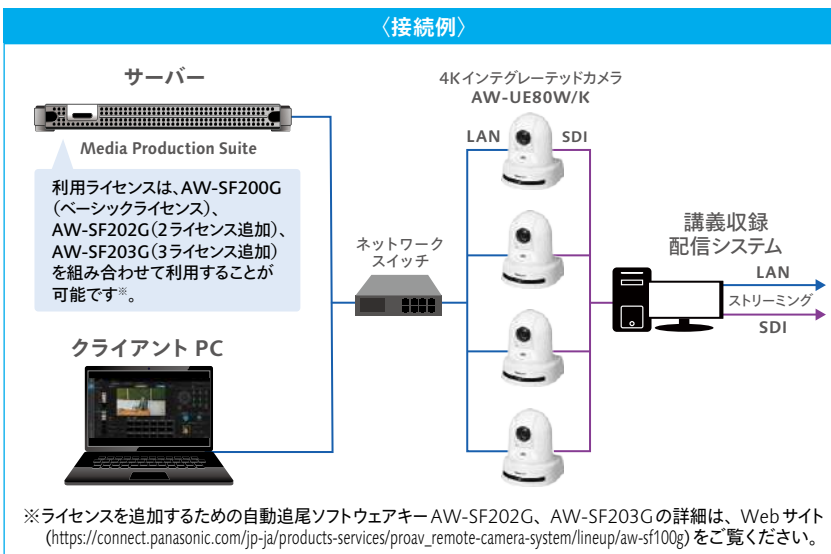 〈接続例〉
サーバー
Media Production Suite
利用ライセンスは、AW-SF200G
（ベーシックライセンス）、
AW-SF202G（2ライセンス追加）、
AW-SF203G（3ライセンス追加）
を組み合わせて利用することが
可能です※。
クライアント PC
ネットワーク
スイッチ
4Kインテグレーテッドカメラ
AW-UE80W/K
LAN
SDI
講義収録
配信システム
LAN
ストリーミング
SDI
※ライセンスを追加するための自動追尾ソフトウェアキーAW-SF202G、AW-SF203Gの詳細は、Webサイト
(https://connect.panasonic.com/jp-ja/products-services/proav_remote-camera-system/lineup/aw-sf100g)をご覧ください。